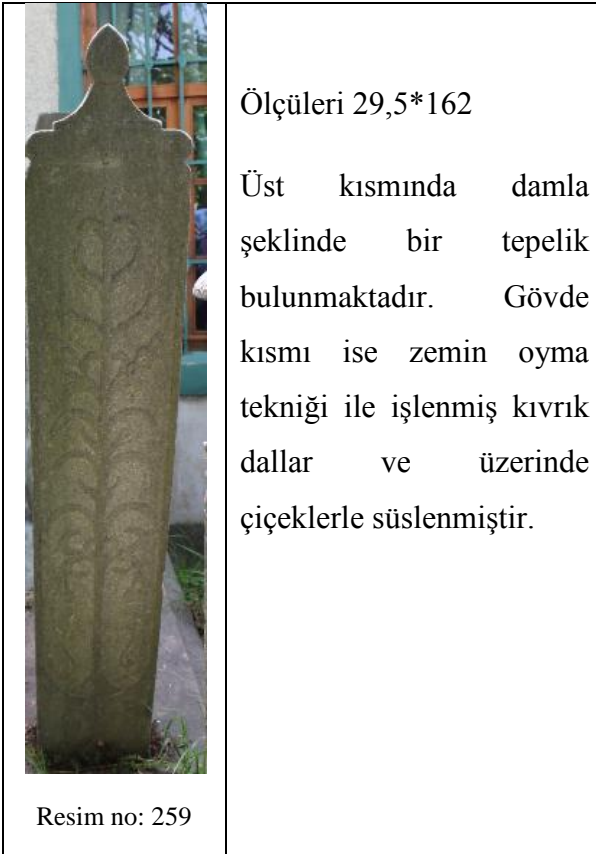 Ölçüleri 29,5*162
Üst kısmında damla
şeklinde bir tepelik
bulunmaktadır. Gövde
kısmı ise zemin oyma
tekniği ile işlenmiş kıvrık
dallar ve üzerinde
çiçeklerle süslenmiştir.
Resim no: 259